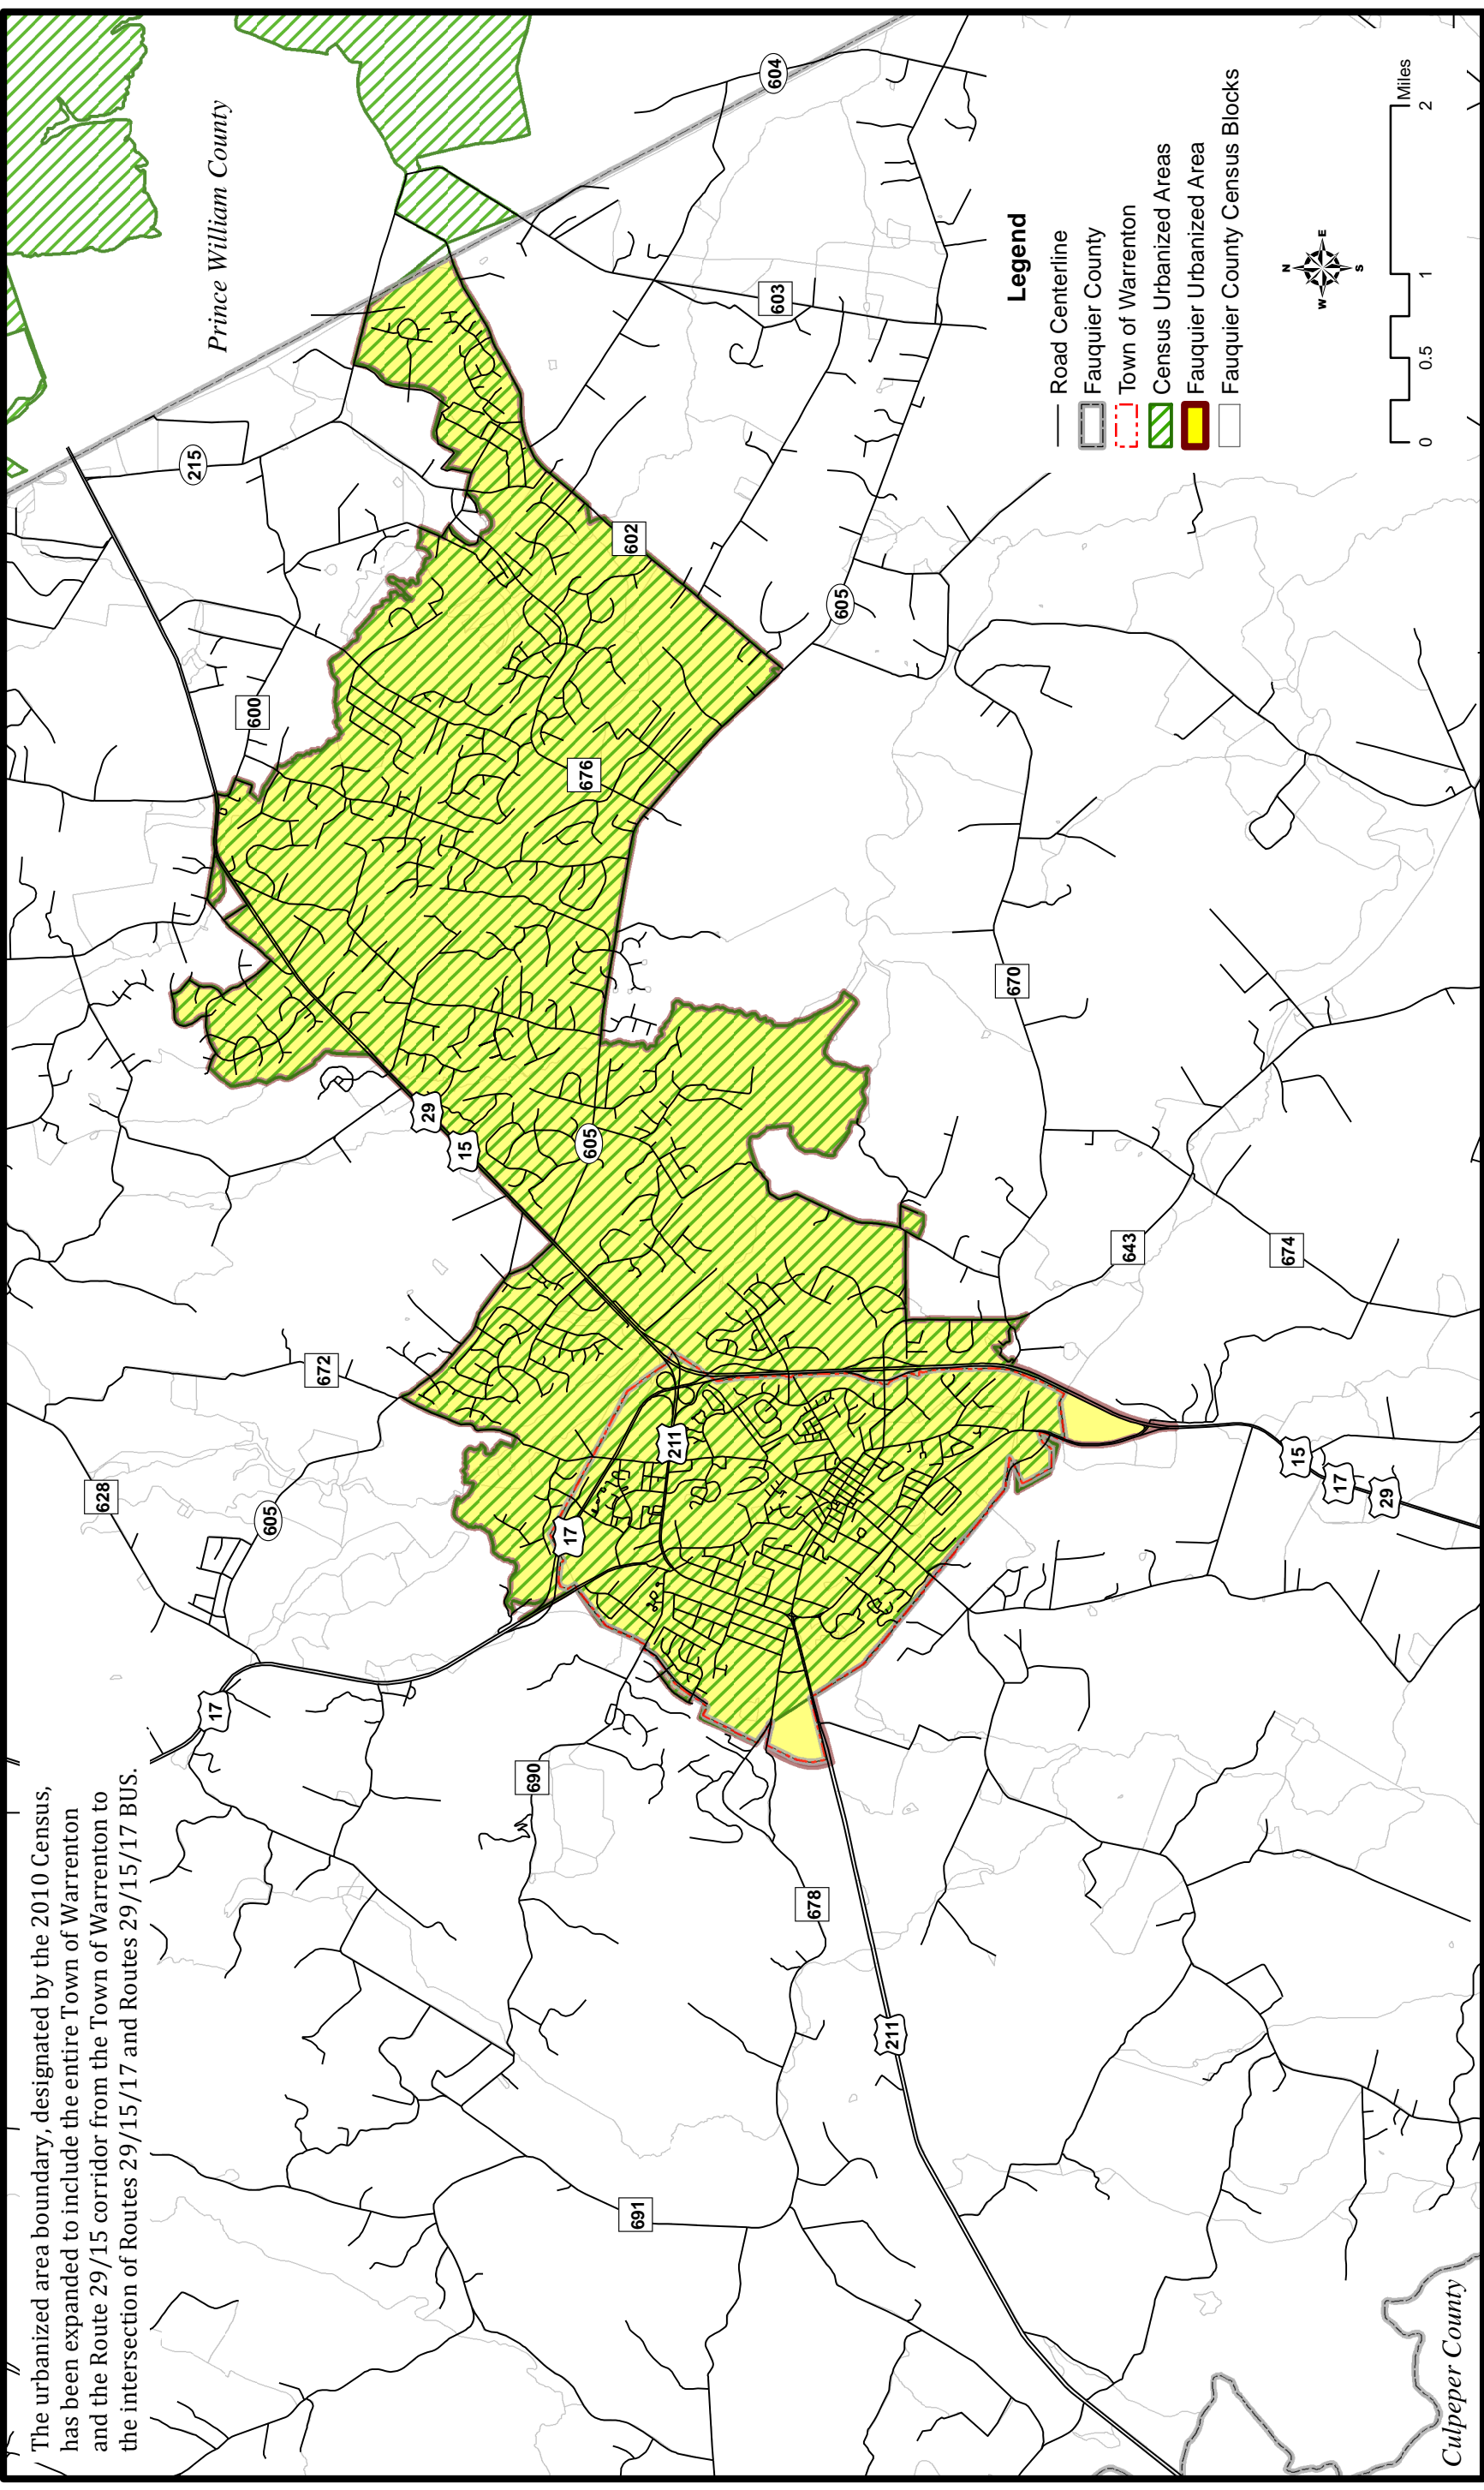 The urbanized area boundary, designated by the 2010 Census,
has been expanded to include the entire Town of Warrenton
and the Route 29/15 corridor from the Town of Warrenton to
the intersection of Routes 29/15/17 and Routes 29/15/17 BUS.
Prince William County
Culpeper County
17
628
605
672
215
600
604
603
602
605
676
29
15
605
211
17
690
691
678
211
670
643
674
15
17
29
Legend
Road Centerline
Fauquier County
Town of Warrenton
Census Urbanized Areas
Fauquier Urbanized Area
Fauquier County Census Blocks
N
W
E
S
0
0.5
1
2
Miles